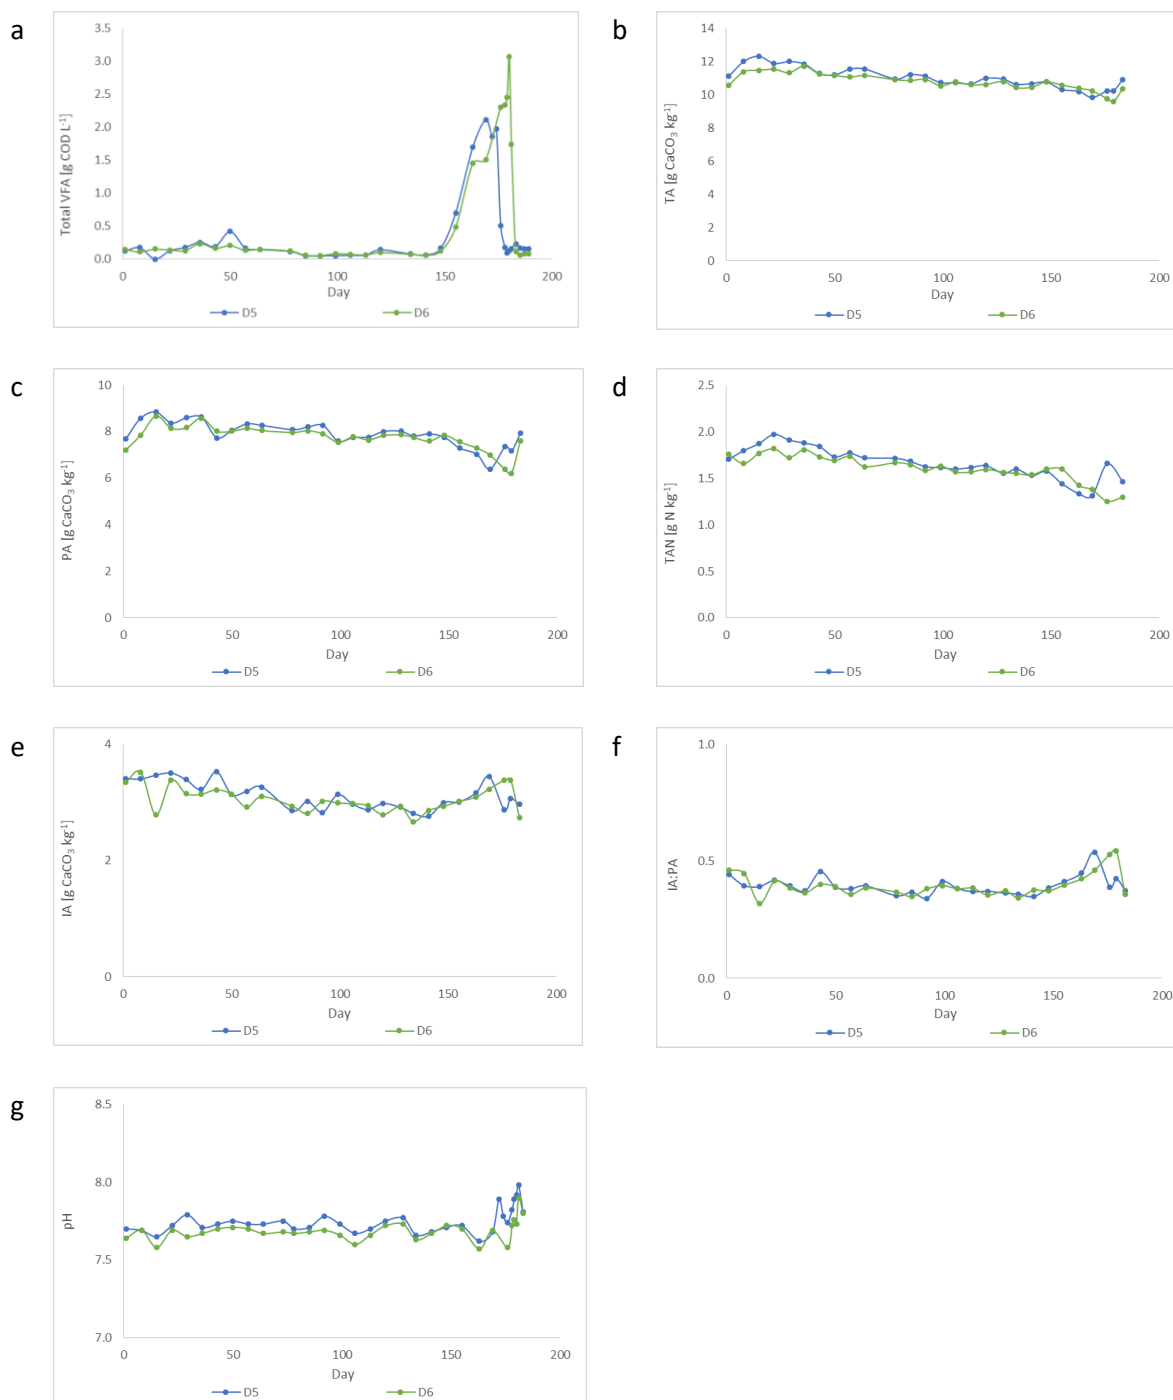 a
3.5
3.0
2.5
2.0
1.5
1.0
0.5
0.0
Total VFA [g COD L⁻¹]
0 50 100 150 200
Day
D5 D6
b
14
12
10
8
6
4
2
0
TA [g CaCO₃ kg⁻¹]
0 50 100 150 200
Day
D5 D6
c
10
8
6
4
2
0
PA [g CaCO₃ kg⁻¹]
0 50 100 150 200
Day
D5 D6
d
2.5
2.0
1.5
1.0
0.5
0.0
TAN [g N kg⁻¹]
0 50 100 150 200
Day
D5 D6
e
4
2
0
IA [g CaCO₃ kg⁻¹]
0 50 100 150 200
Day
D5 D6
f
1.0
0.5
0.0
IA:PA
0 50 100 150 200
Day
D5 D6
g
8.5
8.0
7.5
7.0
pH
0 50 100 150 200
Day
D5 D6